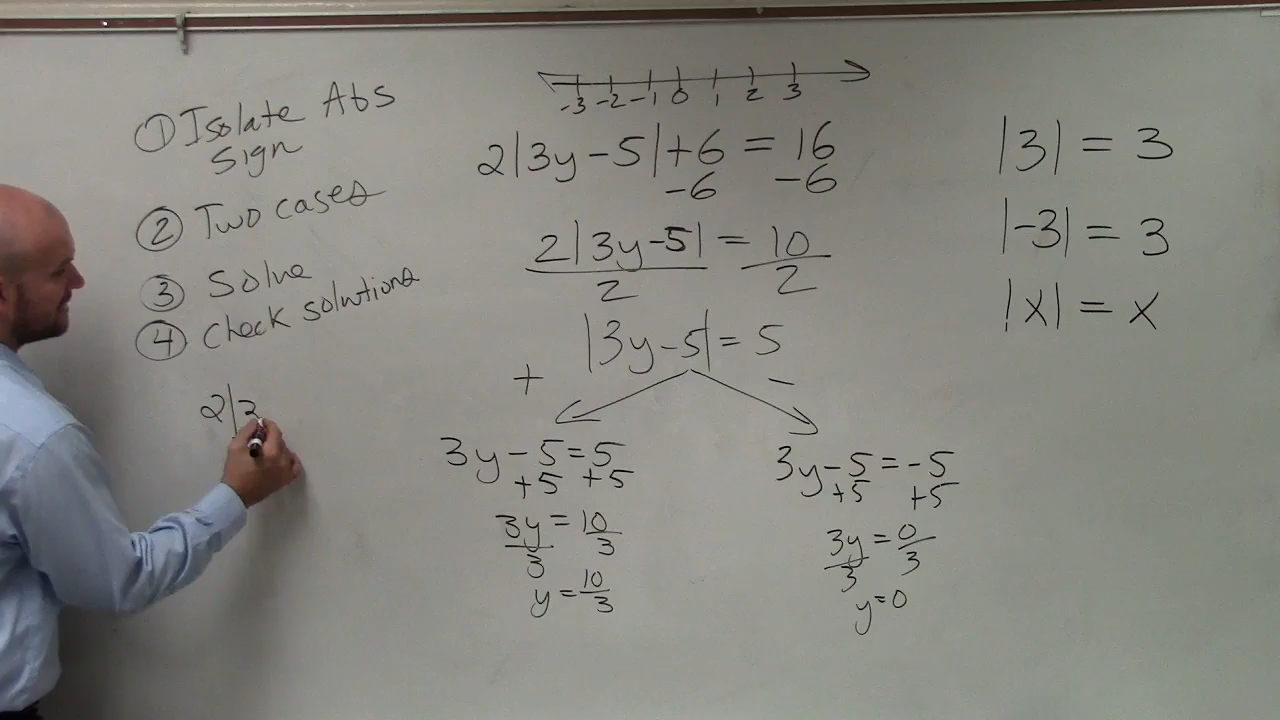 ① Isolate Abs
Sign
② Two cases
③ Solve
④ Check solutions
2|3
-3 -2 -1 0 1 2 3
2|3y-5|+6 = 16
-6 -6
2|3y-5| = 10
2 2
|3y-5| = 5
+ -
3y-5=5
+5 +5
3y = 10
3 3
y = 10/3
3y-5=-5
+5 +5
3y = 0
3 3
y=0
|3| = 3
|-3| = 3
|x| = x